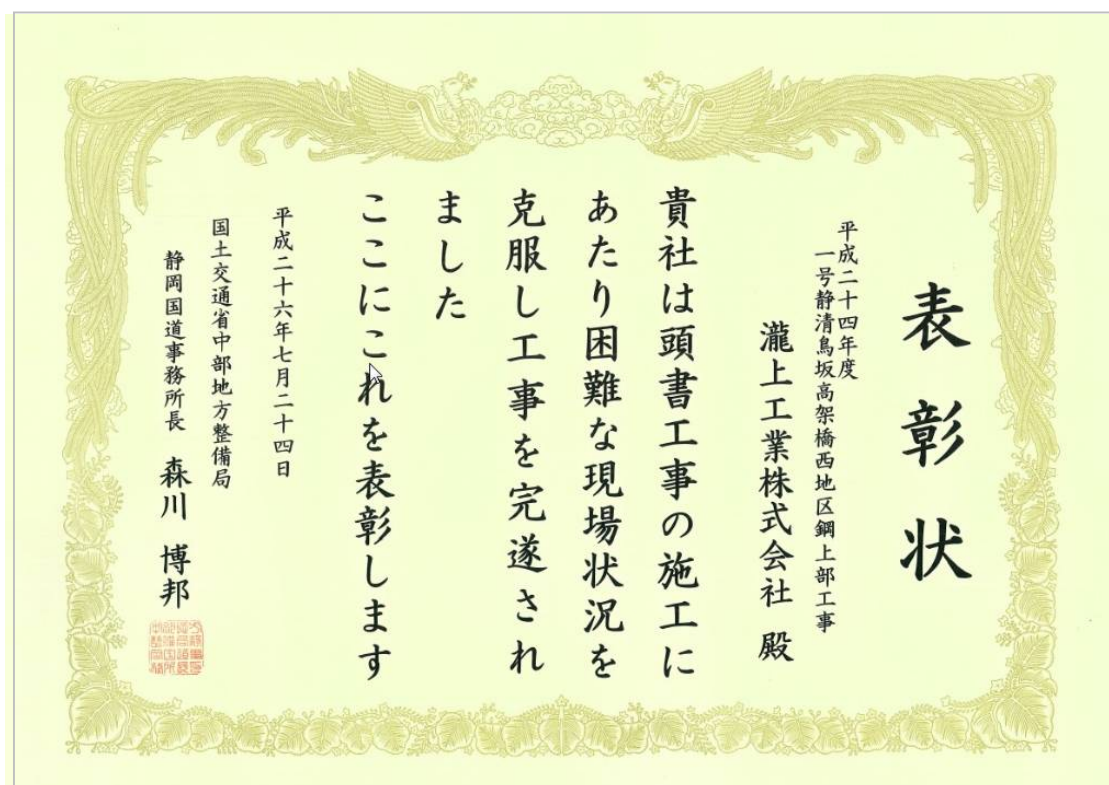 表彰状
平成二十四年度
一号静清鳥坂高架橋西地区鋼上部工事
瀧上工業株式会社 殿
貴社は頭書工事の施工に
あたり困難な現場状況を
克服し工事を完遂され
ました
ここにこれを表彰します
平成二十六年七月二十四日
国土交通省中部地方整備局
静岡国道事務所長 森川 博邦